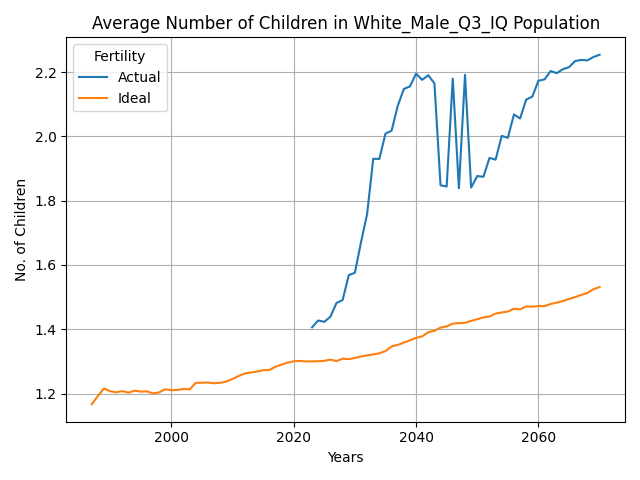 Average Number of Children in White_Male_Q3_IQ Population
Fertility
Actual
Ideal
No. of Children
2.2
2.0
1.8
1.6
1.4
1.2
2000
2020
2040
2060
Years